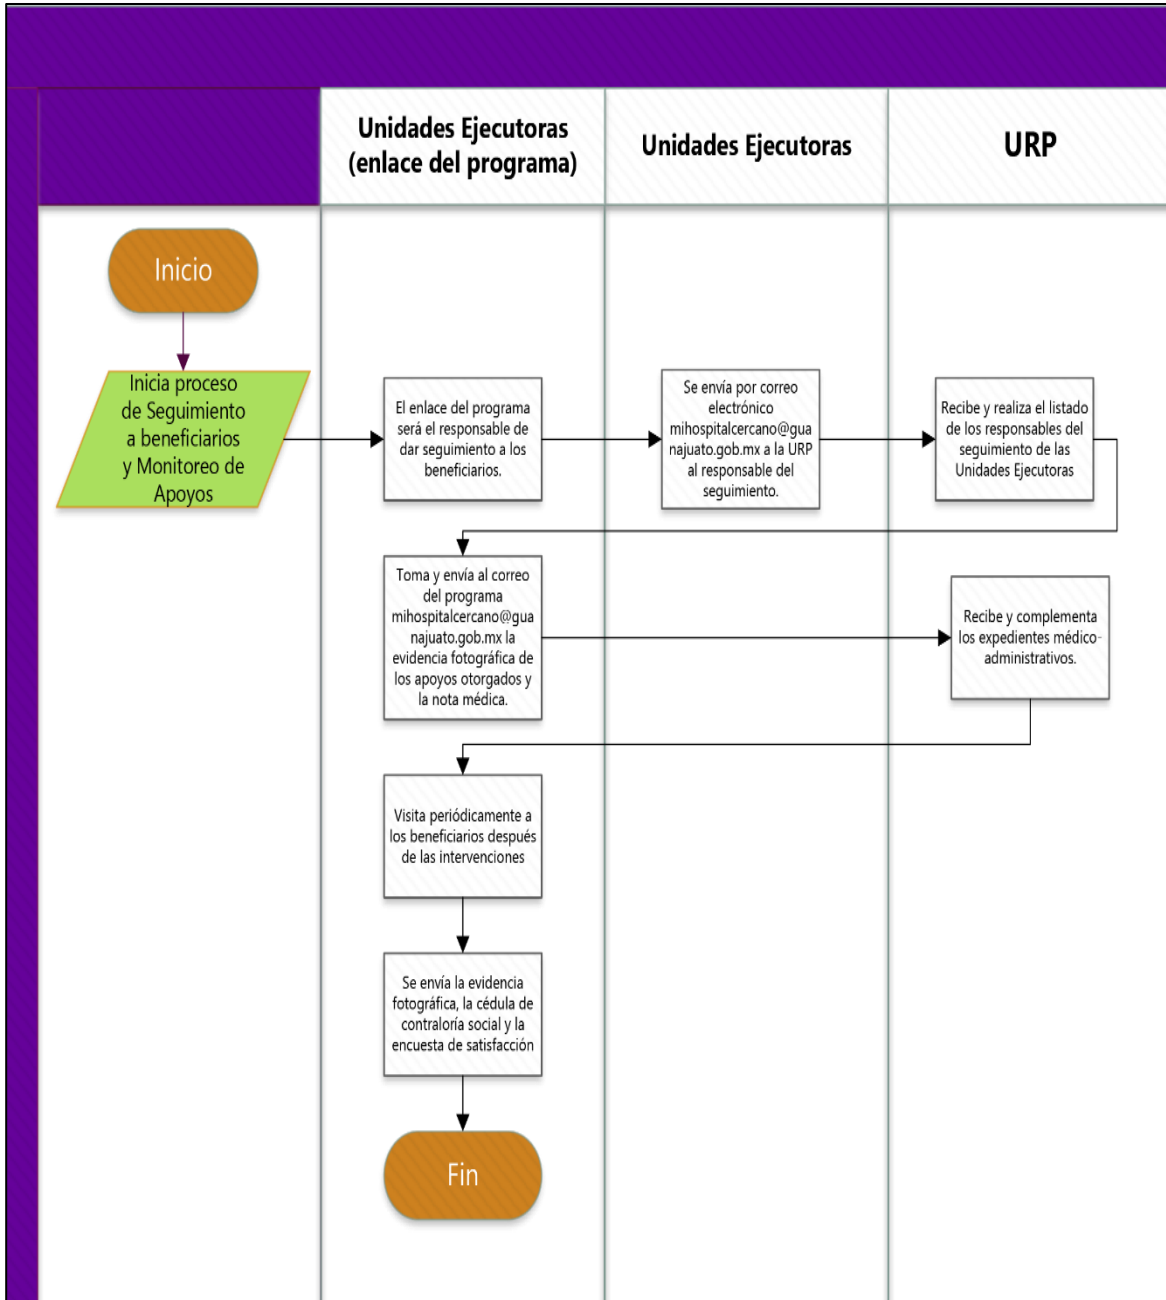 Unidades Ejecutoras
(enlace del programa)
Unidades Ejecutoras
URP
Inicio
Inicia proceso
de Seguimiento
a beneficiarios
y Monitoreo de
Apoyos
El enlace del programa
será el responsable de
dar seguimiento a los
beneficiarios.
Se envía por correo
electrónico
mihospitalcercano@gua
najuato.gob.mx a la URP
al responsable del
seguimiento.
Recibe y realiza el listado
de los responsables del
seguimiento de las
Unidades Ejecutoras
Toma y envía al correo
del programa
mihospitalcercano@gua
najuato.gob.mx la
evidencia fotográfica de
los apoyos otorgados y
la nota médica.
Recibe y complementa
los expedientes médico-
administrativos.
Visita periódicamente a
los beneficiarios después
de las intervenciones
Se envía la evidencia
fotográfica, la cédula de
contraloría social y la
encuesta de satisfacción
Fin